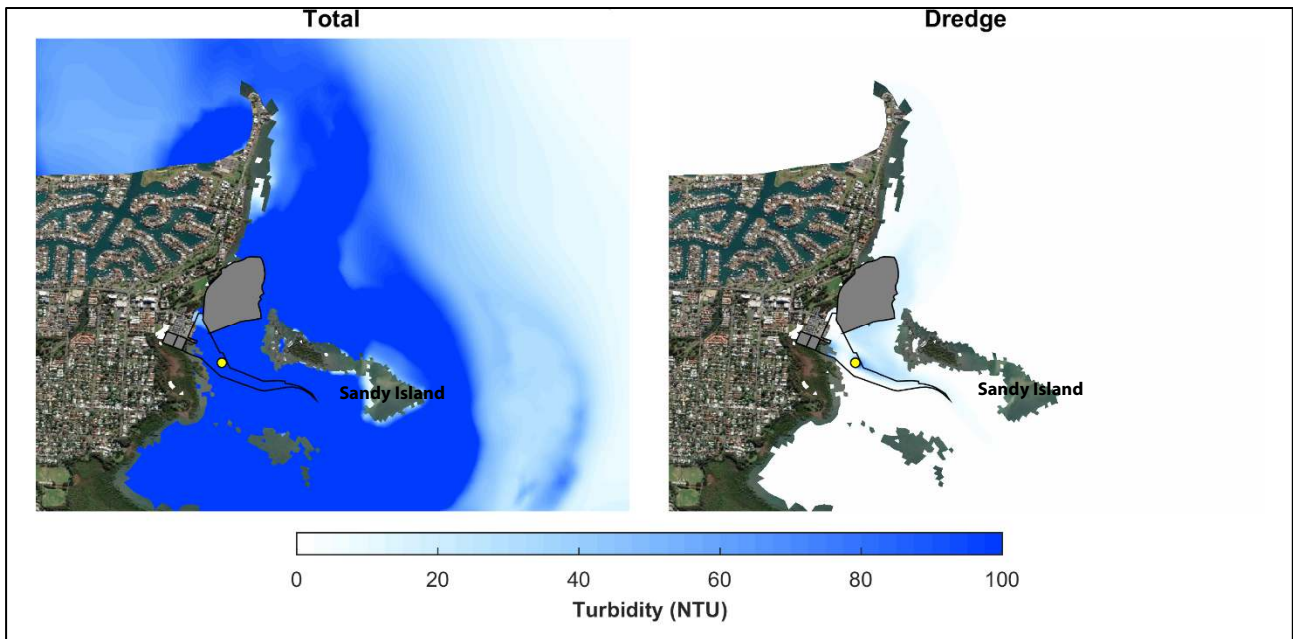 Total
Dredge
Sandy Island
Sandy Island
0 20 40 60 80 100
Turbidity (NTU)